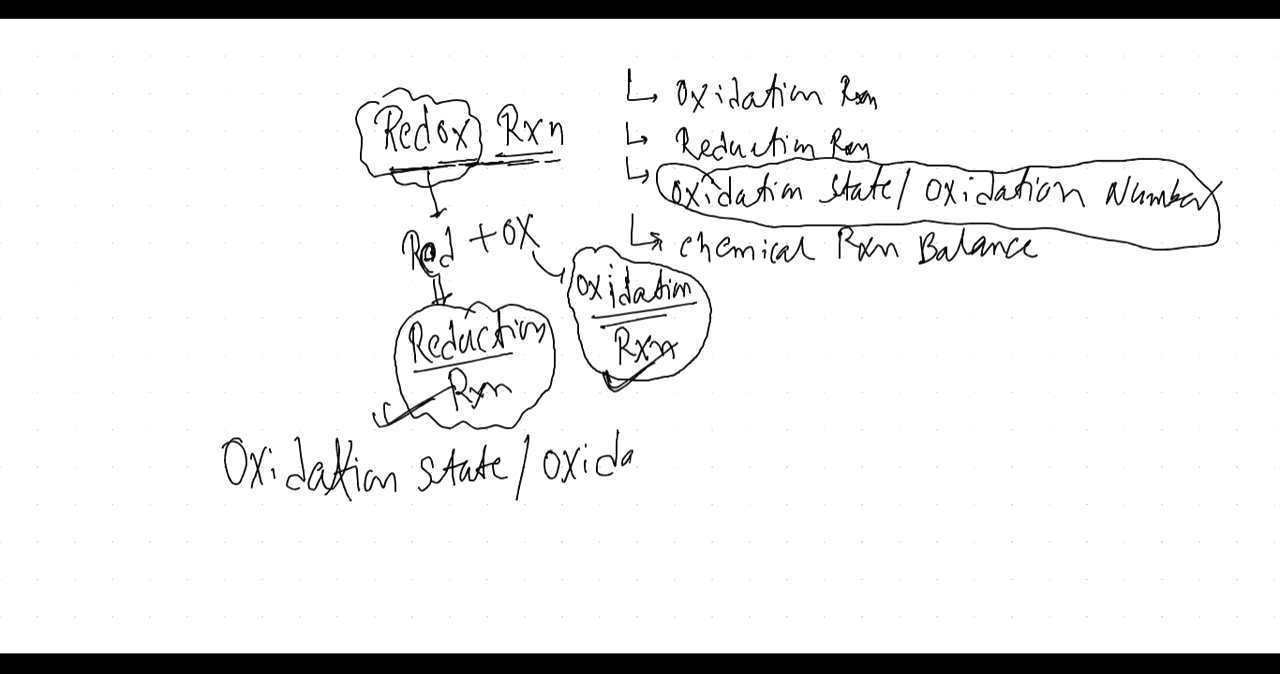 Redox Rxn
Red + OX
Reduction
Rxn
Oxidation
Rxn
↳ Oxidation Rxn
↳ Reduction Rxn
↳ Oxidation State / Oxidation Number
↳ Chemical Rxn Balance
Oxidation State / Oxida